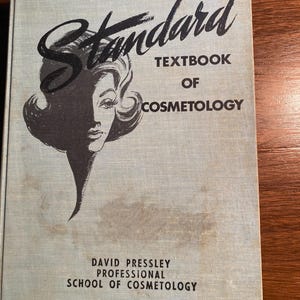 Standard
TEXTBOOK
OF
COSMETOLOGY
DAVID PRESSLEY
PROFESSIONAL
SCHOOL OF COSMETOLOGY